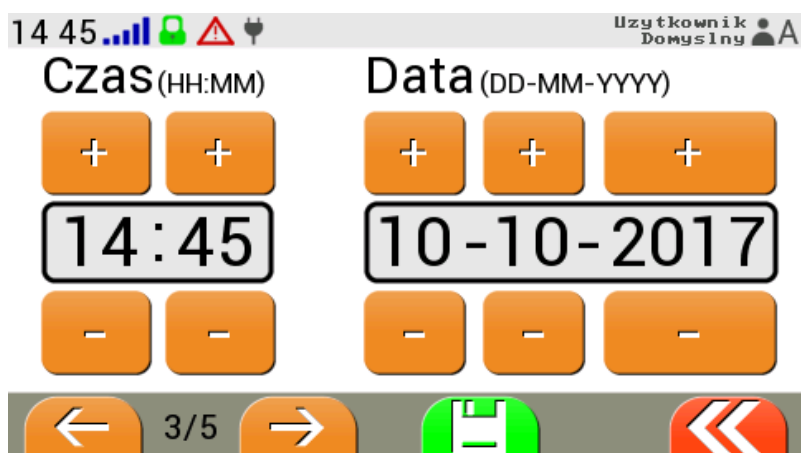 14 45 Uzytkownik A
Domyslny
Czas (HH:MM) Data (DD-MM-YYYY)
+ + + + +
14:45 10-10-2017
- - - - -
3/5